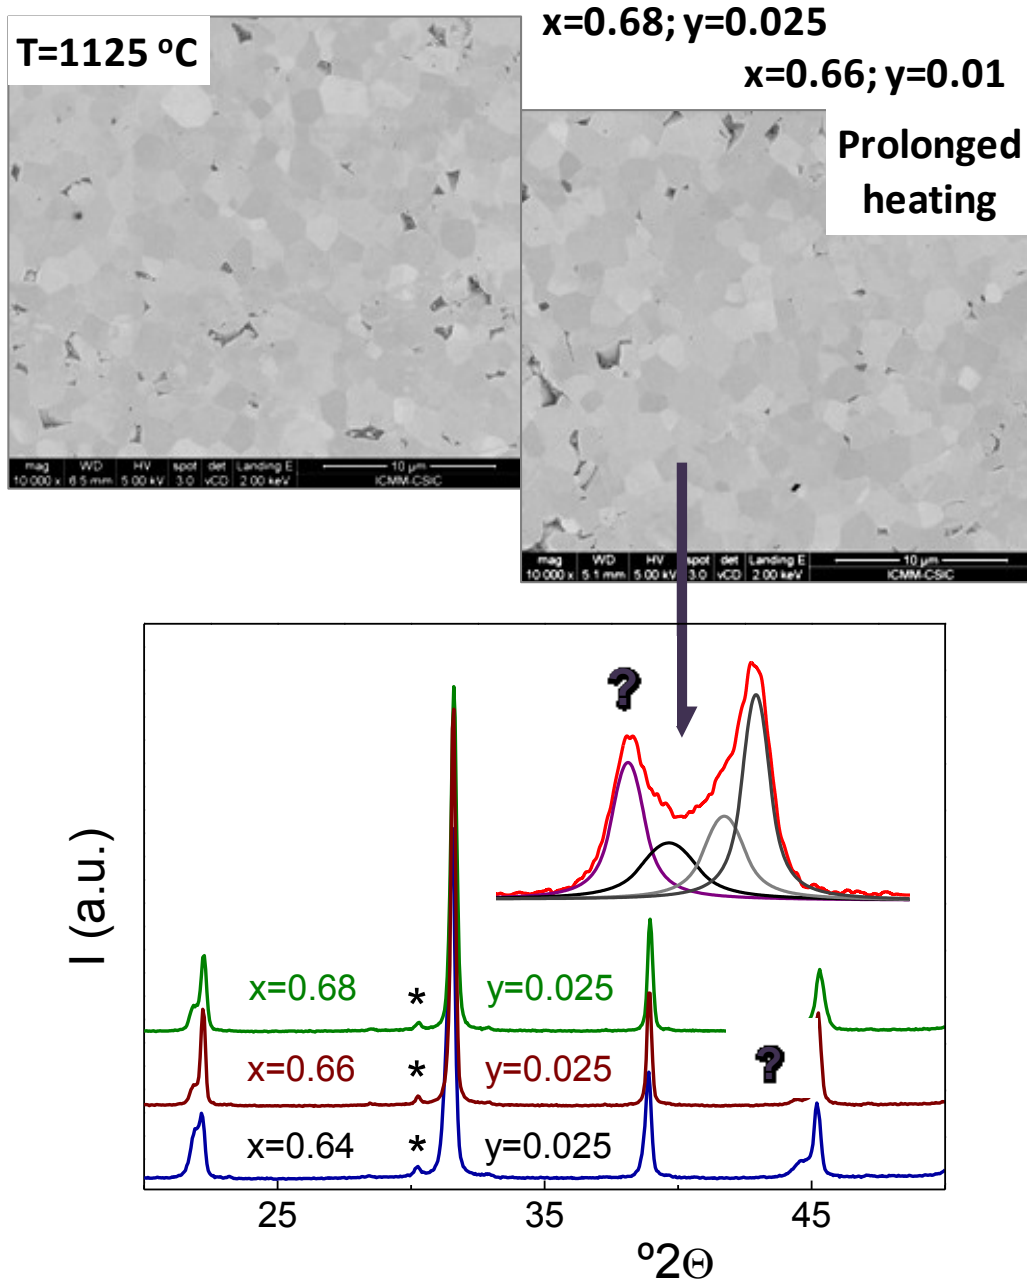 T=1125 ºC
x=0.68; y=0.025
x=0.66; y=0.01
Prolonged
heating
mag WD HV spot det Landing E 10 µm
10 000 x 6.5 mm 5.00 kV 3.0 vCD 2.00 keV ICMM-CSIC
mag WD HV spot det Landing E 10 µm
10 000 x 5.1 mm 5.00 kV 3.0 vCD 2.00 keV ICMM-CSIC
?
I (a.u.)
x=0.68 * y=0.025
x=0.66 * y=0.025 ?
x=0.64 * y=0.025
25 35 45
º2Θ